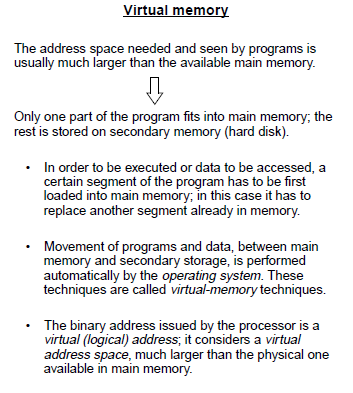 Virtual memory
The address space needed and seen by programs is
usually much larger than the available main memory.
Only one part of the program fits into main memory; the
rest is stored on secondary memory (hard disk).
• In order to be executed or data to be accessed, a
certain segment of the program has to be first
loaded into main memory; in this case it has to
replace another segment already in memory.
• Movement of programs and data, between main
memory and secondary storage, is performed
automatically by the operating system. These
techniques are called virtual-memory techniques.
• The binary address issued by the processor is a
virtual (logical) address; it considers a virtual
address space, much larger than the physical one
available in main memory.